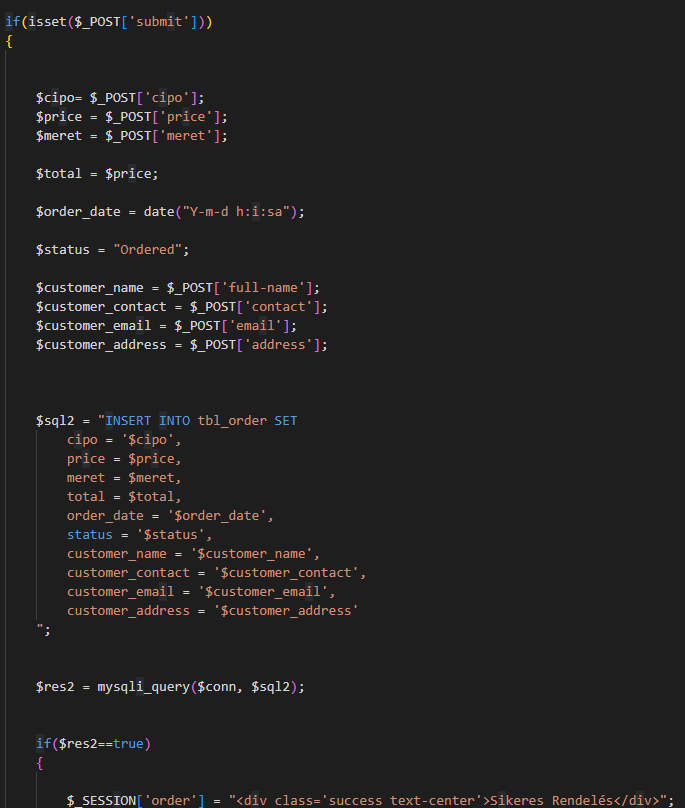 if(isset($_POST['submit']))
{
$cipo= $_POST['cipo'];
$price = $_POST['price'];
$meret = $_POST['meret'];
$total = $price;
$order_date = date("Y-m-d h:i:sa");
$status = "Ordered";
$customer_name = $_POST['full-name'];
$customer_contact = $_POST['contact'];
$customer_email = $_POST['email'];
$customer_address = $_POST['address'];
$sql2 = "INSERT INTO tbl_order SET
cipo = '$cipo',
price = $price,
meret = $meret,
total = $total,
order_date = '$order_date',
status = '$status',
customer_name = '$customer_name',
customer_contact = '$customer_contact',
customer_email = '$customer_email',
customer_address = '$customer_address'
";
$res2 = mysqli_query($conn, $sql2);
if($res2==true)
{
$_SESSION['order'] = "<div class='success text-center'>Sikeres Rendelés</div>";